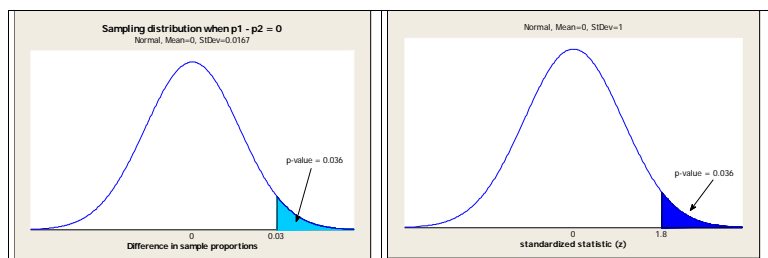 Sampling distribution when p1 - p2 = 0
Normal, Mean=0, StDev=0.0167
p-value = 0.036
0
0.03
Difference in sample proportions
Normal, Mean=0, StDev=1
p-value = 0.036
0
1.8
standardized statistic (z)